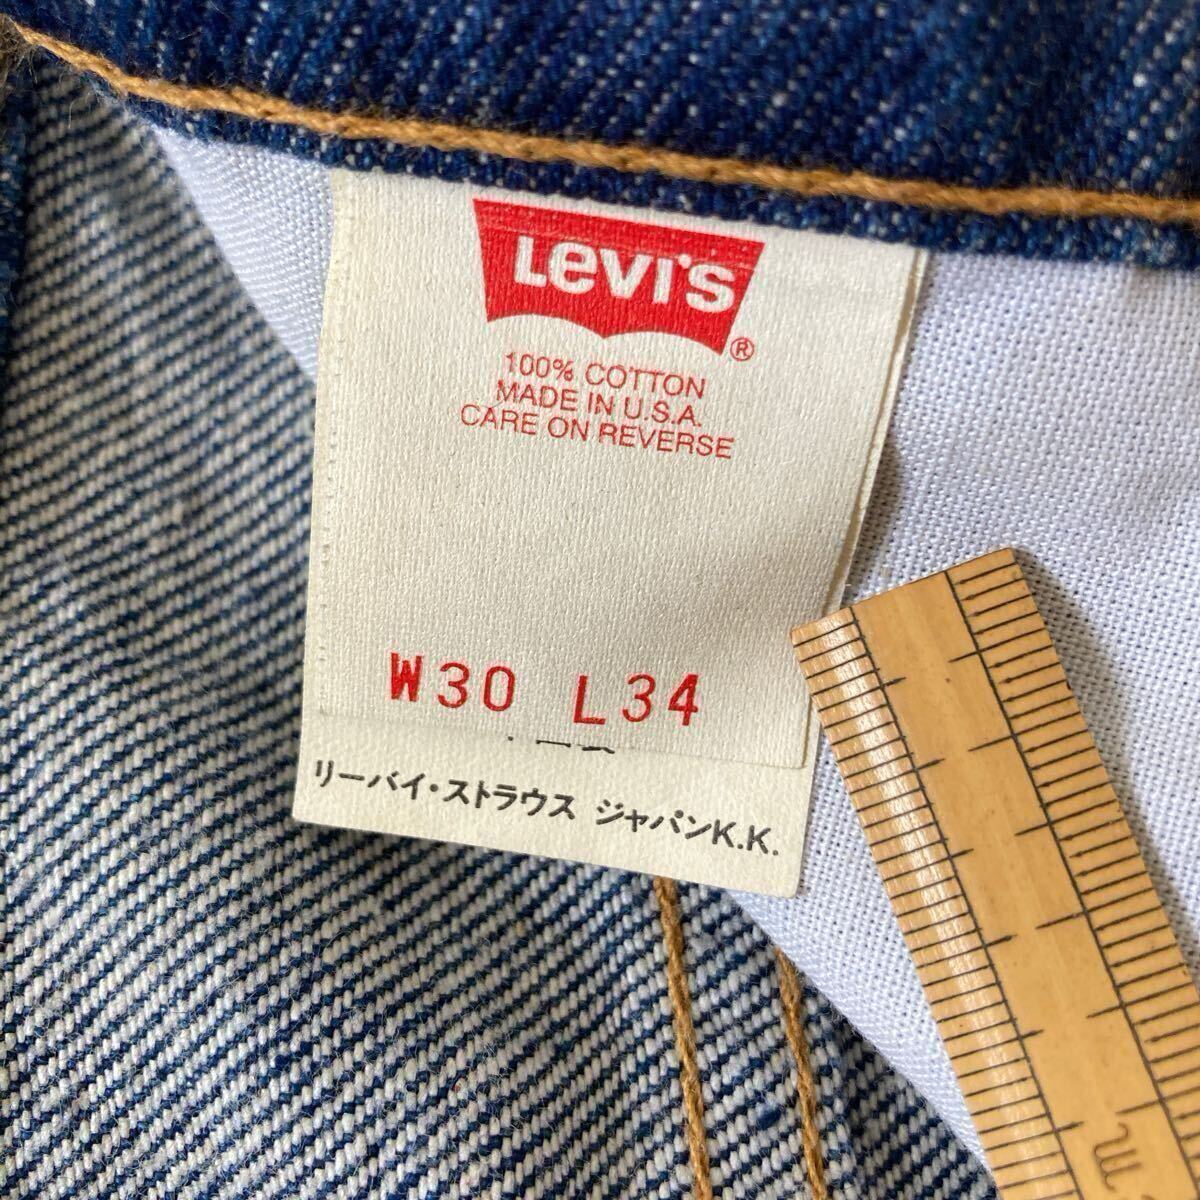 LEVI'S ®
100% COTTON
MADE IN U.S.A.
CARE ON REVERSE
W30 L34
リーバイ・ストラウス ジャパンK.K.
m